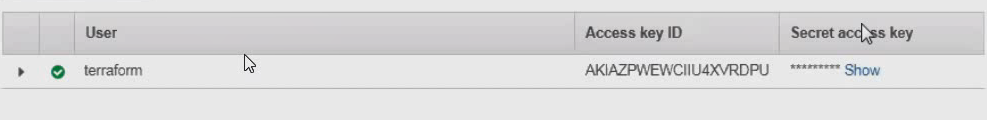 User Access key ID Secret access key
terraform AKIAZPWEWCIIU4XVRDPU ********* Show